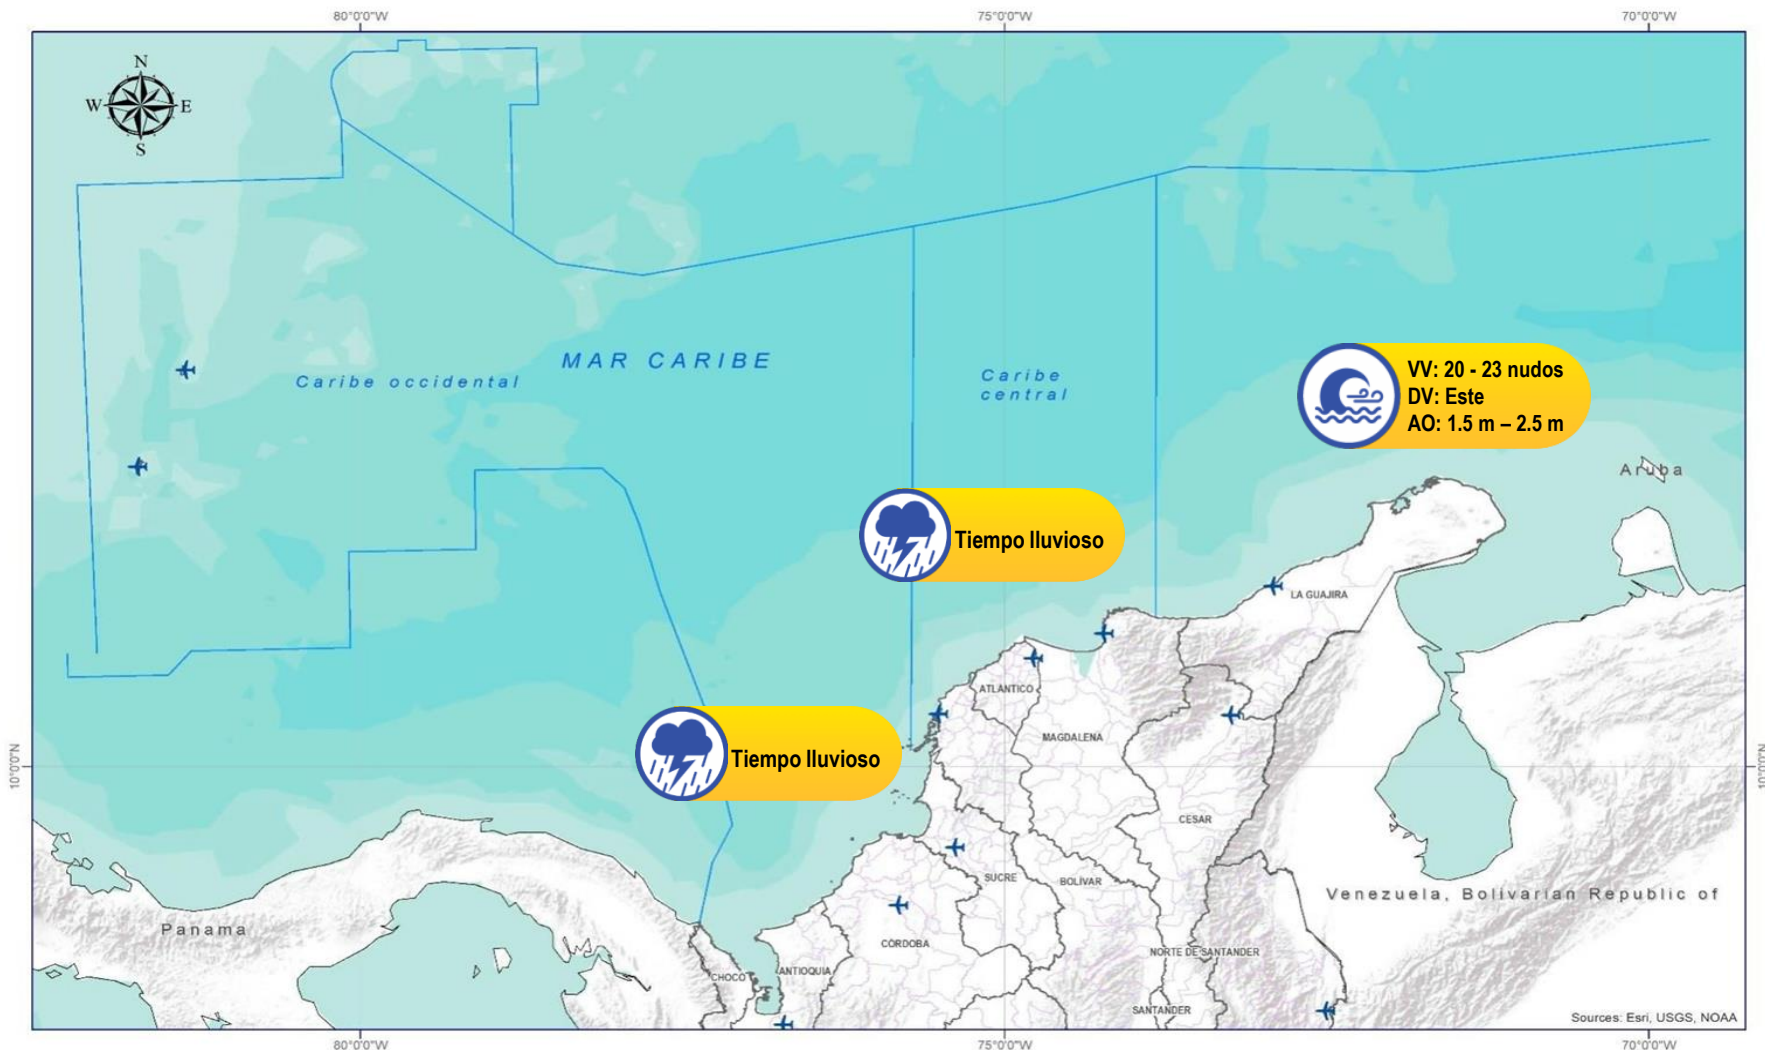 80°0'0"W
75°0'0"W
70°0'0"W
N
W
E
S
MAR CARIBE
Caribe occidental
Caribe
central
VV: 20 - 23 nudos
DV: Este
AO: 1.5 m – 2.5 m
Aruba
Tiempo lluvioso
LA GUAJIRA
ATLANTICO
MAGDALENA
Tiempo lluvioso
10°0'0"N
10°0'0"N
CESAR
SUCRE
BOLÍVAR
Venezuela, Bolivarian Republic of
Panama
CÓRDOBA
NORTE DE SANTANDER
CHOCO
ANTIOQUIA
SANTANDER
Sources: Esri, USGS, NOAA
80°0'0"W
75°0'0"W
70°0'0"W